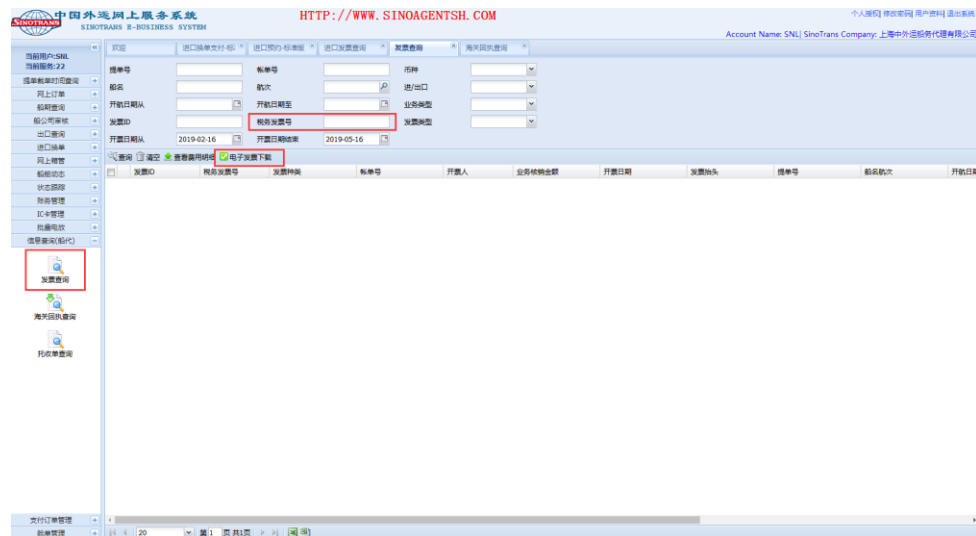 中国外运网上服务系统
SINOTRANS
SINOTRANS E-BUSINESS SYSTEM
HTTP://WWW.SINOAGENTSH.COM
个人授权| 修改密码| 用户资料| 退出系统
Account Name: SNL| SinoTrans Company: 上海中外运船务代理有限公司
当前用户:SNL
当前服务:22
提单截单时间查询
网上订单
船期查询
船公司审核
出口查询
进口换单
网上箱管
船舶动态
状态跟踪
账务管理
IC卡管理
批量电放
信息查询(船代)
发票查询
海关回执查询
托收单查询
支付订单管理
账单管理
欢迎 进口换单支付-标 进口预约-标准版 进口发票查询 发票查询 海关回执查询
提单号 帐单号 币种
船名 航次 进/出口
开航日期从 开航日期至 业务类型
发票ID 税务发票号 发票类型
开票日期从 2019-02-16 开票日期结束 2019-05-16
查询 清空 查看费用明细 电子发票下载
发票ID 税务发票号 发票种类 帐单号 开票人 业务核销金额 开票日期 发票抬头 提单号 船名航次 开航日期
20 第 1 页 共1页